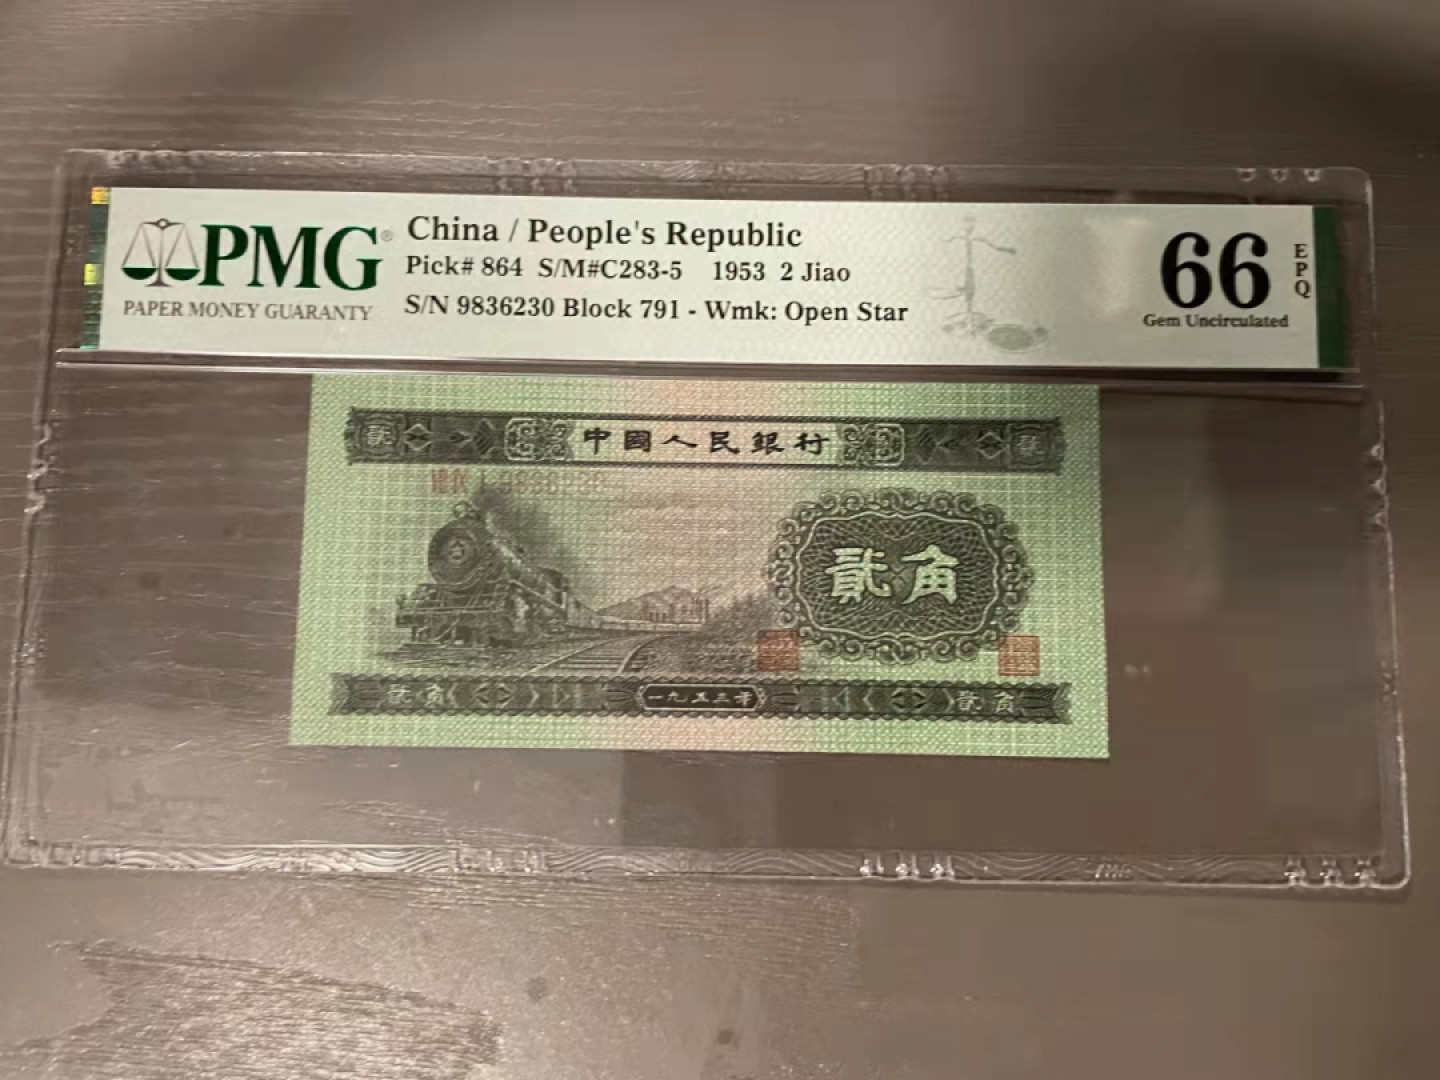 PMG®
PAPER MONEY GUARANTY
China / People's Republic
Pick# 864 S/M#C283-5 1953 2 Jiao
S/N 9836230 Block 791 - Wmk: Open Star
66
EPQ
Gem Uncirculated
中國人民銀行
9836230
貳角
貳角
一九五三年
貳角